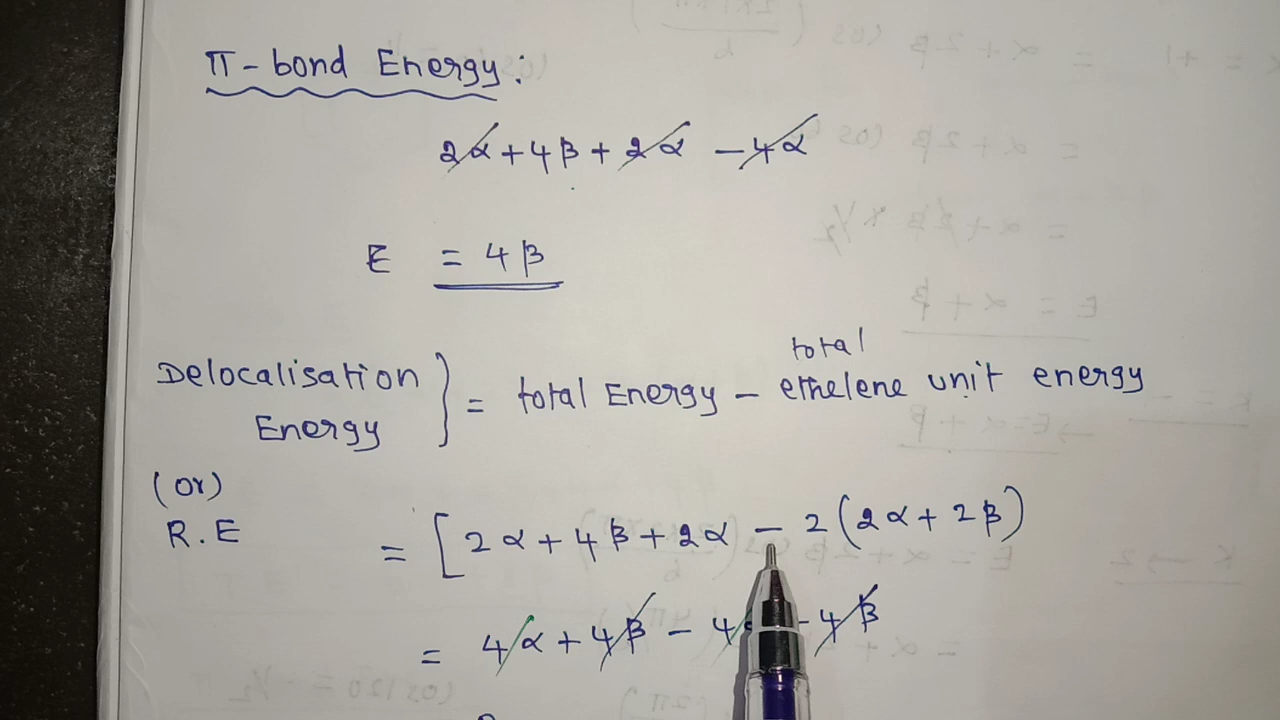 π-bond Energy:
2α+4β+2α -4α
E = 4β
Delocalisation Energy } = total Energy - total ethelene unit energy
(or)
R.E
= [2α+4β+2α - 2(2α+2β)
= 4α+4β - 4α - 4β